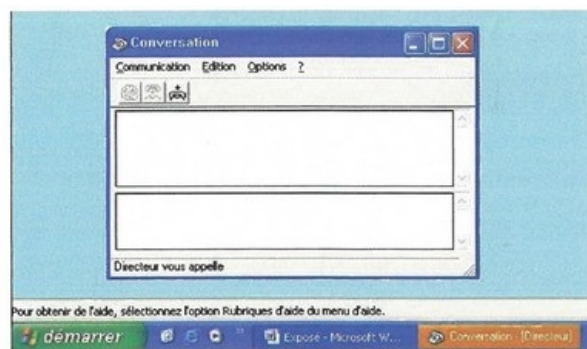 Conversation
Communication Edition Options ?
Directeur vous appelle
Pour obtenir de l'aide, sélectionnez l'option Rubriques d'aide du menu d'aide.
démarrer
Exposé - Microsoft W...
Conversation - [Directeur]